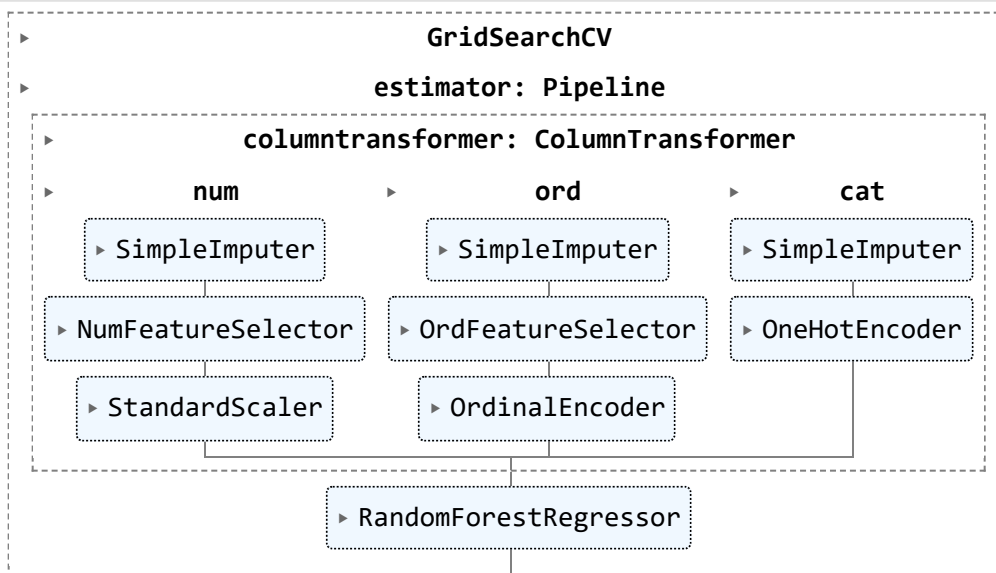 GridSearchCV
estimator: Pipeline
columntransformer: ColumnTransformer
num ord cat
SimpleImputer SimpleImputer SimpleImputer
NumFeatureSelector OrdFeatureSelector OneHotEncoder
StandardScaler OrdinalEncoder
RandomForestRegressor